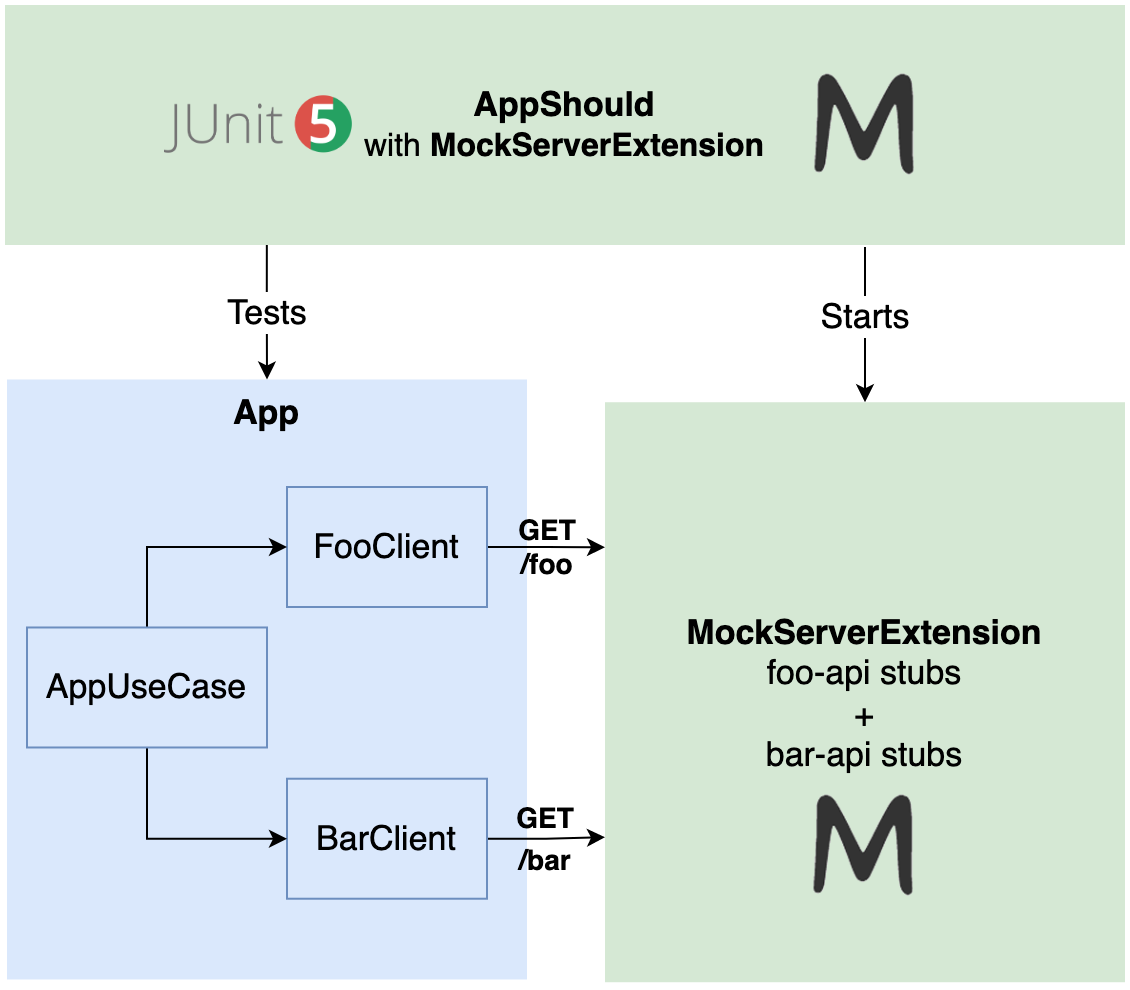 JUnit 5
AppShould
with MockServerExtension
M
Tests
Starts
App
FooClient
GET
/foo
AppUseCase
MockServerExtension
foo-api stubs
+
bar-api stubs
BarClient
GET
/bar
M